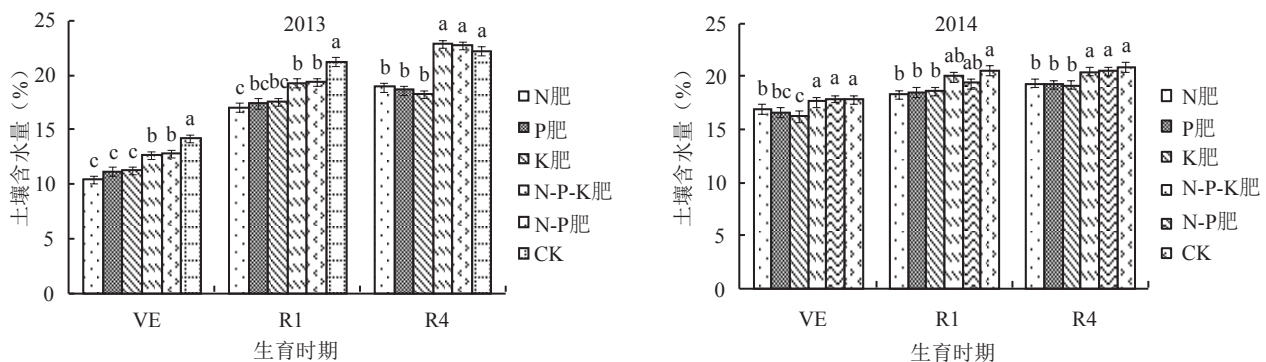 2013
土壤含水量（%）
25
20
15
10
5
0
c c c b b a
c bc bc b b a
b b b a a a
VE R1 R4
生育时期
N肥
P肥
K肥
N-P-K肥
N-P肥
CK
2014
土壤含水量（%）
25
20
15
10
5
0
b bc c a a a
b b b ab ab a
b b b a a a
VE R1 R4
生育时期
N肥
P肥
K肥
N-P-K肥
N-P肥
CK